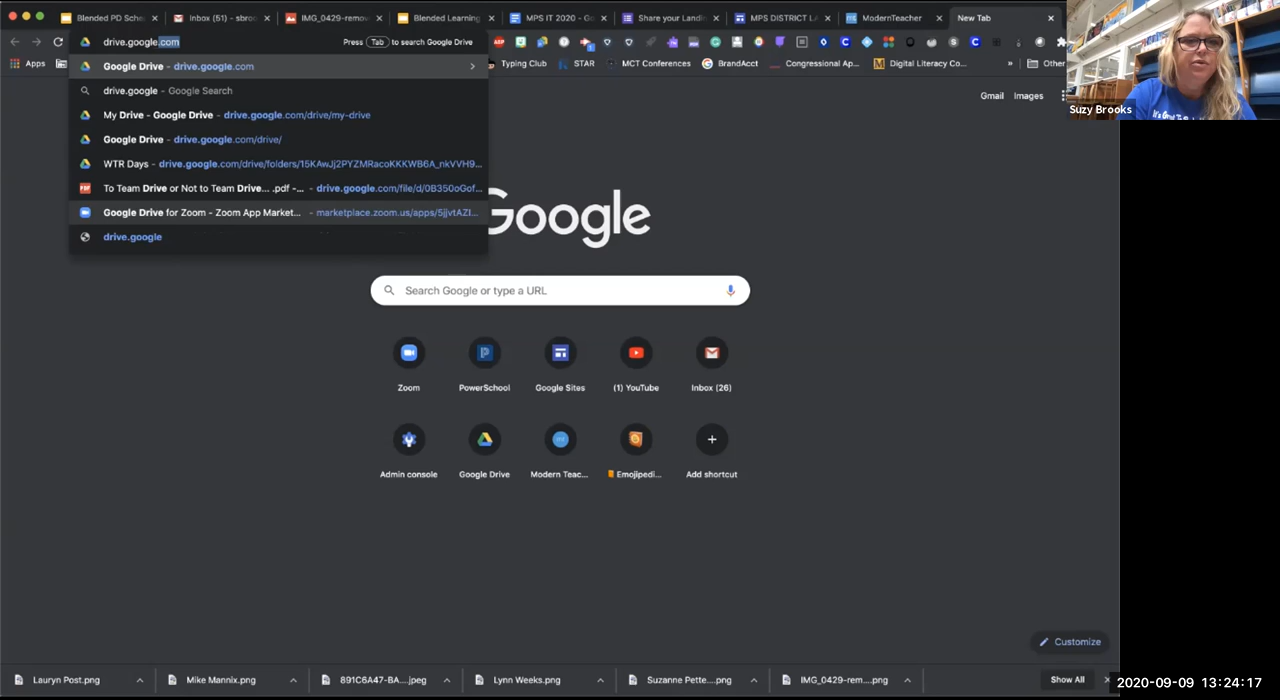 Blended PD Sche
Inbox (51) - sbroo
IMG_0429-remov
Blended Learning
MPS IT 2020 - Go
Share your Landi
MPS DISTRICT LA
ModernTeacher
New Tab
drive.google.com
Press Tab to search Google Drive
Google Drive - drive.google.com
drive.google - Google Search
My Drive - Google Drive - drive.google.com/drive/my-drive
Google Drive - drive.google.com/drive/
WTR Days - drive.google.com/drive/folders/15KAwJj2PYZMRacoKKKWB6A_nkVVH9...
To Team Drive or Not to Team Drive... .pdf -... - drive.google.com/file/d/0B350oGof...
Google Drive for Zoom - Zoom App Market... - marketplace.zoom.us/apps/5jjvtAZI...
drive.google
Apps
Typing Club
STAR
MCT Conferences
BrandAcct
Congressional Ap...
Digital Literacy Co...
»
Other
Gmail Images
Suzy Brooks
Google
Search Google or type a URL
Zoom
PowerSchool
Google Sites
(1) YouTube
Inbox (26)
Admin console
Google Drive
Modern Teac...
Emojipedi...
Add shortcut
Customize
Lauryn Post.png
Mike Mannix.png
891C6A47-BA....jpeg
Lynn Weeks.png
Suzanne Pette....png
IMG_0429-rem....png
Show All
2020-09-09 13:24:17